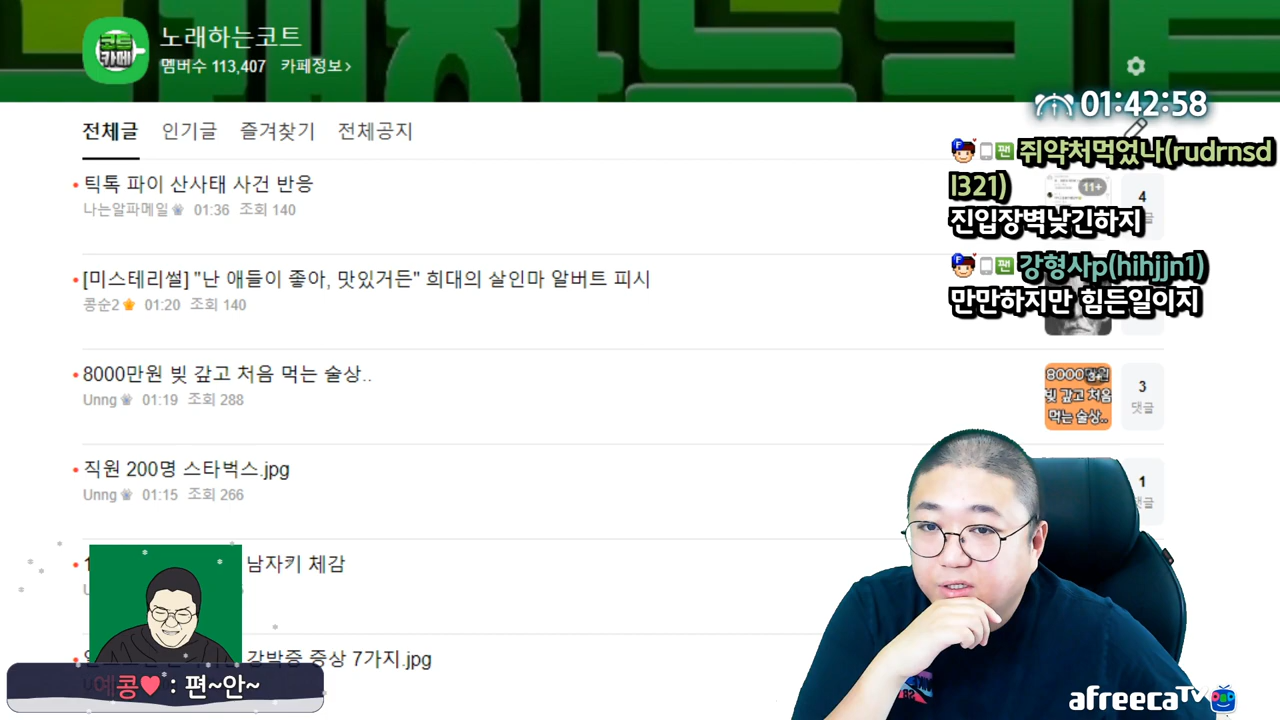 코트
카페
노래하는코트
멤버수 113,407 카페정보 >
01:42:58
전체글 인기글 즐겨찾기 전체공지
쥐약처먹었나(rudrnsd
l321)
진입장벽낮긴하지
강형사p(hihjjn1)
만만하지만 힘든일이지
틱톡 파이 산사태 사건 반응
나는알파메일 01:36 조회 140
11+
4
[미스테리썰] "난 애들이 좋아, 맛있거든" 희대의 살인마 알버트 피시
콩순2 01:20 조회 140
8000만원 빚 갚고 처음 먹는 술상..
Unng 01:19 조회 288
8000만원
빚 갚고 처음
먹는 술상..
3
댓글
직원 200명 스타벅스.jpg
Unng 01:15 조회 266
1
댓글
남자키 체감
강박증 증상 7가지.jpg
예콩♥ : 편~안~
afreecaTV